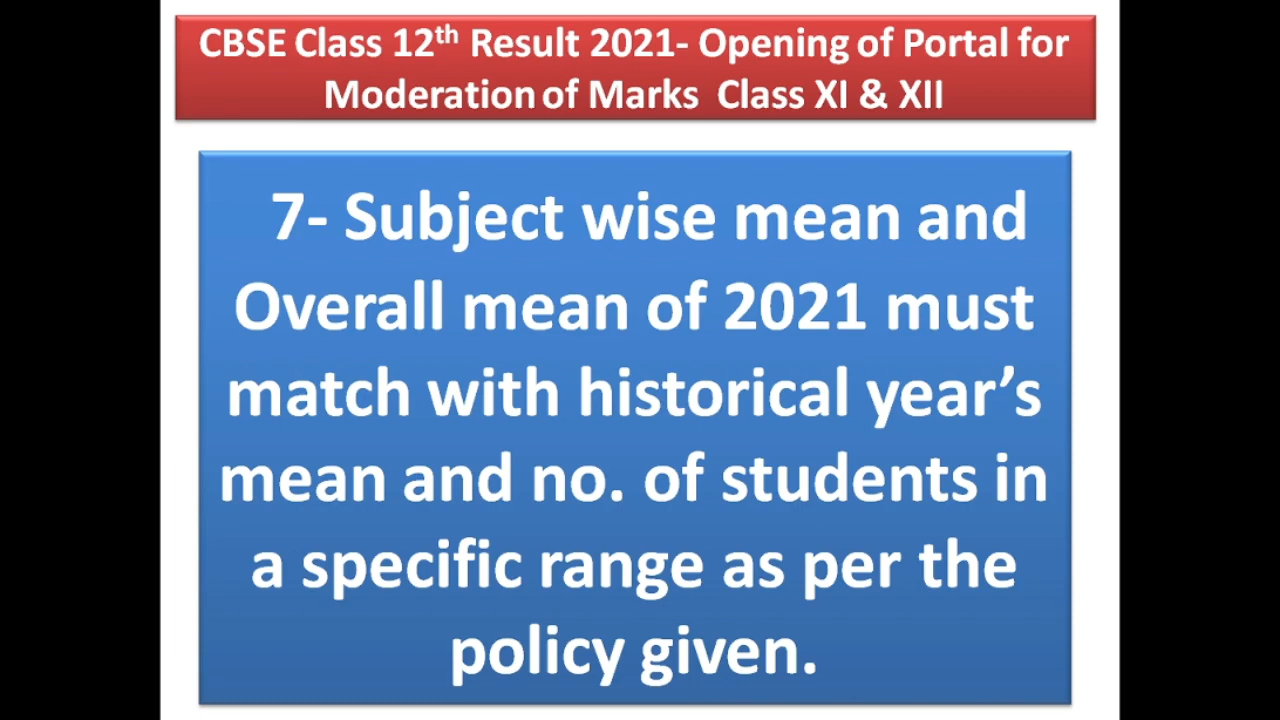 CBSE Class 12th Result 2021- Opening of Portal for
Moderation of Marks Class XI & XII
7- Subject wise mean and
Overall mean of 2021 must
match with historical year’s
mean and no. of students in
a specific range as per the
policy given.